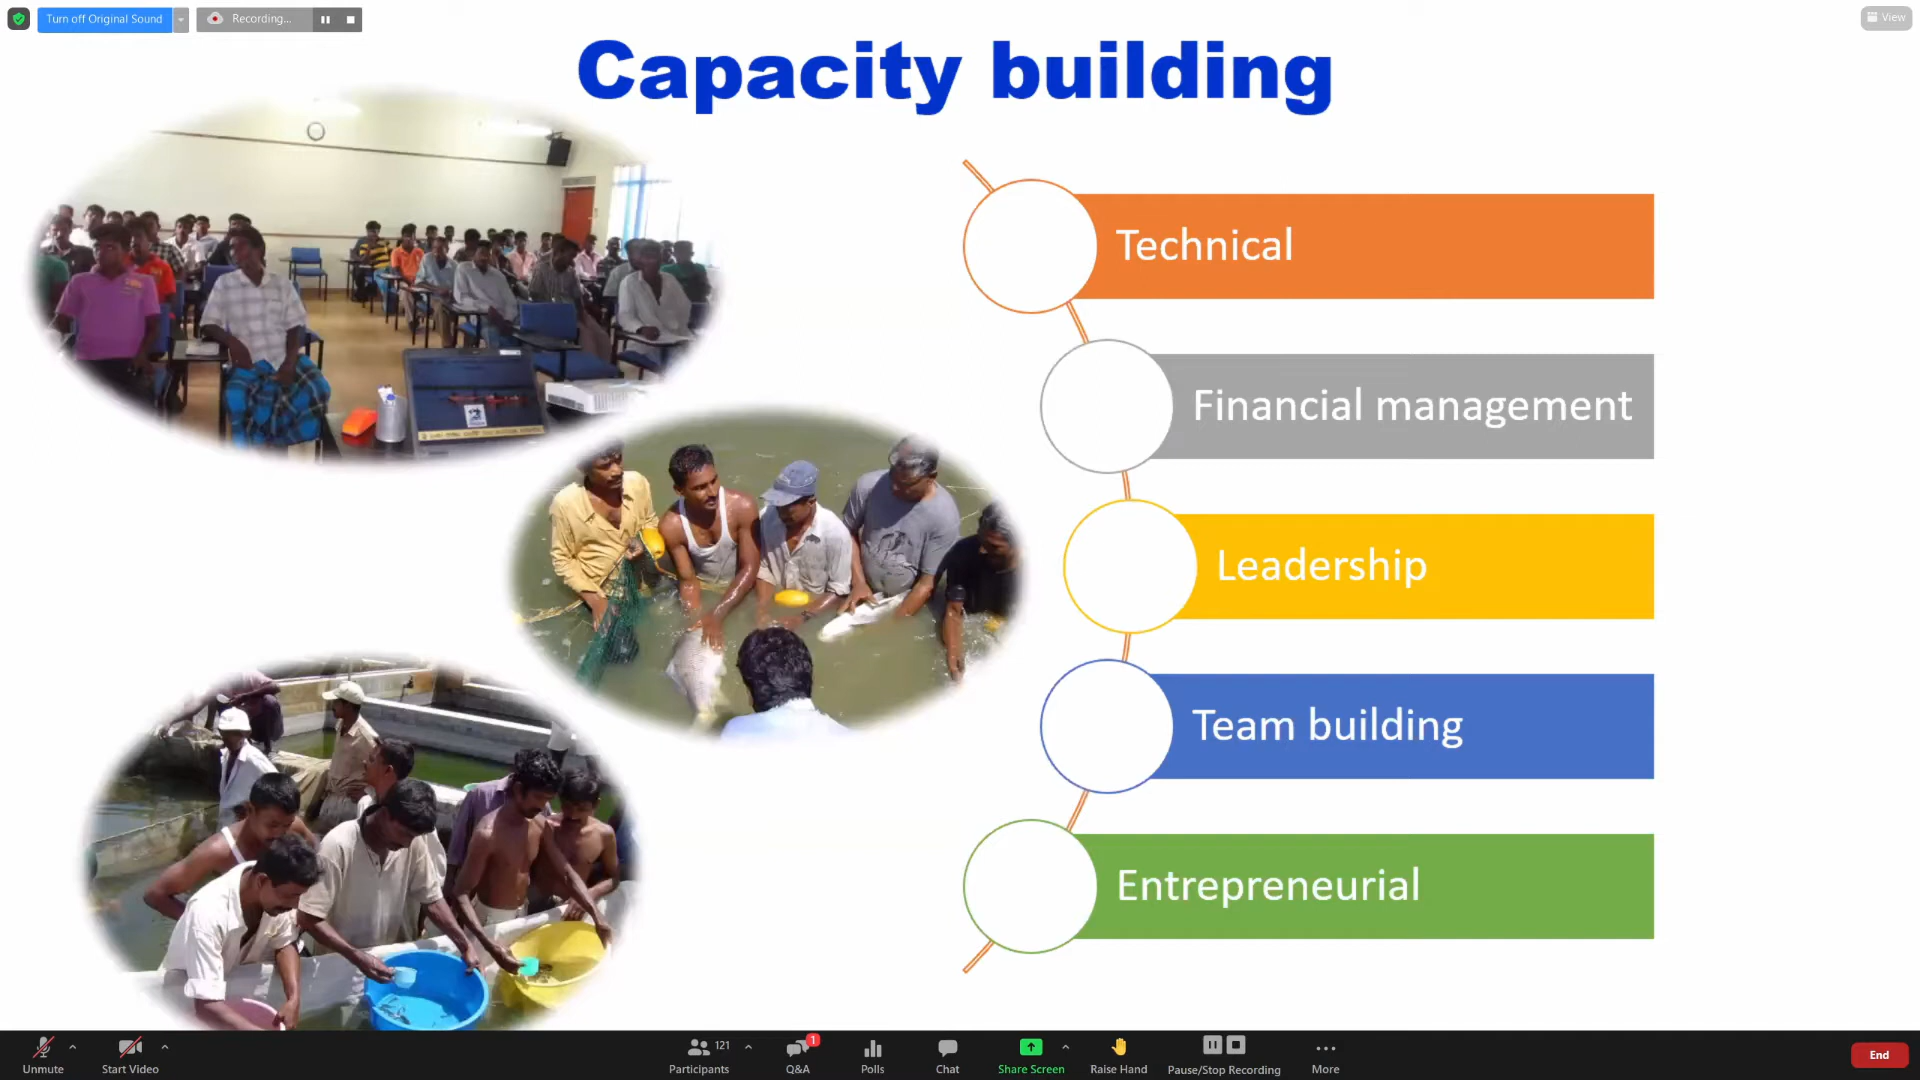 Turn off Original Sound
Recording...
View
Capacity building
Technical
Financial management
Leadership
Team building
Entrepreneurial
Unmute
Start Video
121
Participants
1
Q&A
Polls
Chat
Share Screen
Raise Hand
Pause/Stop Recording
More
End